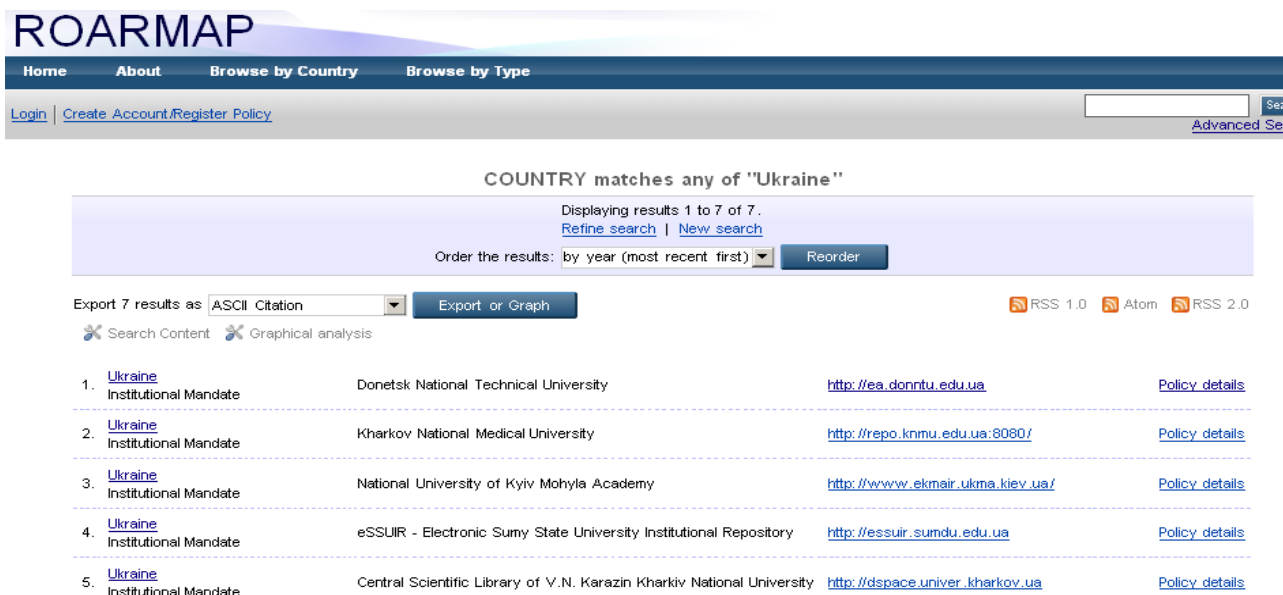 ROARMAP
Home About Browse by Country Browse by Type
Login | Create Account/Register Policy
Advanced Se
COUNTRY matches any of "Ukraine"
Displaying results 1 to 7 of 7.
Refine search | New search
Order the results: by year (most recent first) Reorder
Export 7 results as ASCII Citation Export or Graph RSS 1.0 Atom RSS 2.0
Search Content Graphical analysis
1. Ukraine Institutional Mandate Donetsk National Technical University http://ea.donntu.edu.ua Policy details
2. Ukraine Institutional Mandate Kharkov National Medical University http://repo.knmu.edu.ua:8080/ Policy details
3. Ukraine Institutional Mandate National University of Kyiv Mohyla Academy http://www.ekmair.ukma.kiev.ua/ Policy details
4. Ukraine Institutional Mandate eSSUIR - Electronic Sumy State University Institutional Repository http://essuir.sumdu.edu.ua Policy details
5. Ukraine Institutional Mandate Central Scientific Library of V.N. Karazin Kharkiv National University http://dspace.univer.kharkov.ua Policy details